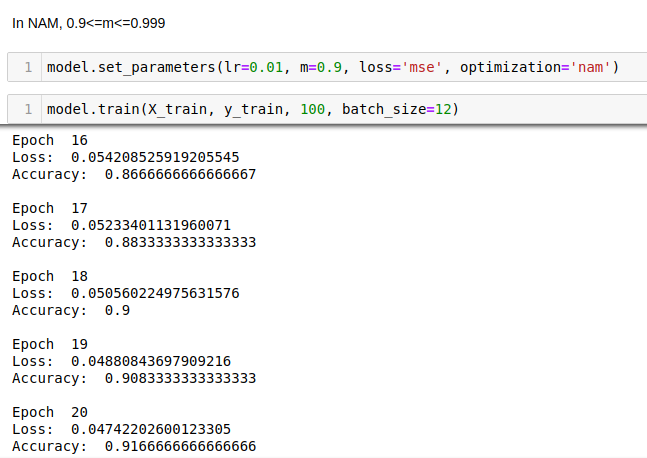 In NAM, 0.9<=m<=0.999
1 model.set_parameters(lr=0.01, m=0.9, loss='mse', optimization='nam')
1 model.train(X_train, y_train, 100, batch_size=12)
Epoch  16
Loss:  0.054208525919205545
Accuracy:  0.8666666666666667
Epoch  17
Loss:  0.05233401131960071
Accuracy:  0.8833333333333333
Epoch  18
Loss:  0.050560224975631576
Accuracy:  0.9
Epoch  19
Loss:  0.04880843697909216
Accuracy:  0.9083333333333333
Epoch  20
Loss:  0.04742202600123305
Accuracy:  0.9166666666666666